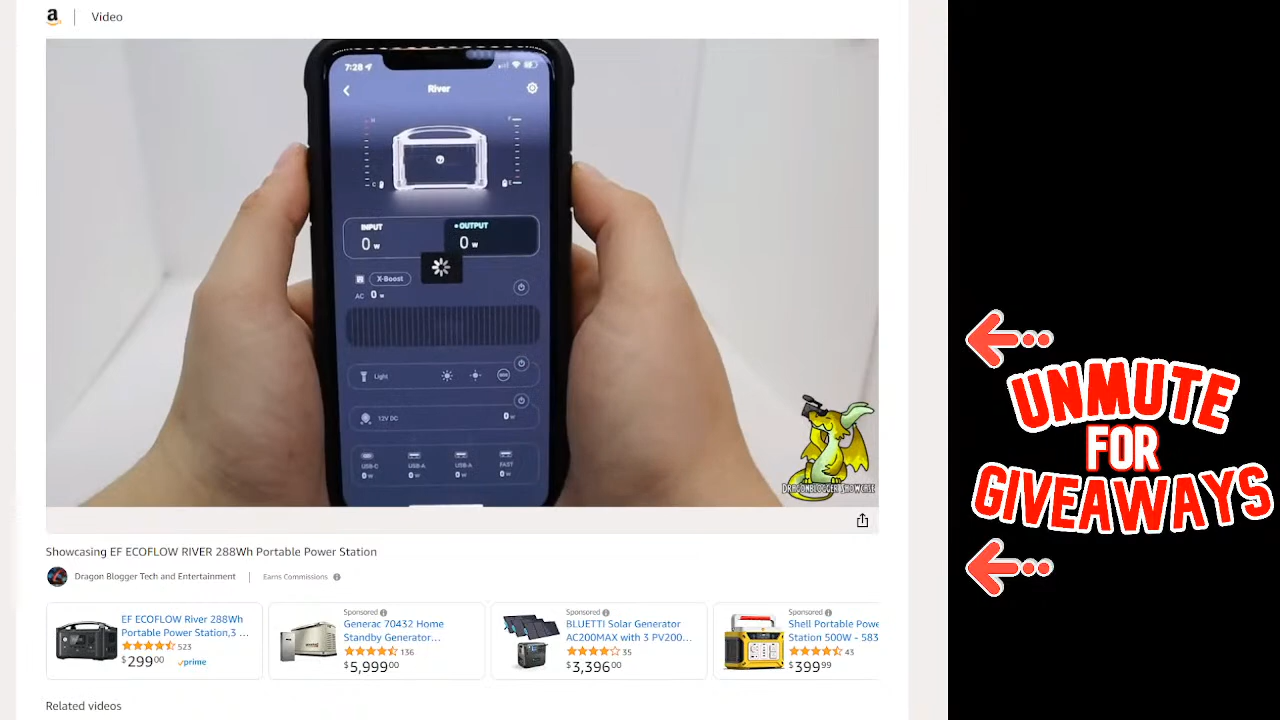 a
Video
7:28
River
H
F
C
E
INPUT
OUTPUT
0 w
0 w
X-Boost
AC 0 w
Light
12V DC
0 w
USB-C
USB-A
USB-A
FAST
0 w
0 w
0 w
0 w
DRAGONBLOGGER SHOWCASE
UNMUTE
FOR
GIVEAWAYS
Showcasing EF ECOFLOW RIVER 288Wh Portable Power Station
Dragon Blogger Tech and Entertainment
Earns Commissions
EF ECOFLOW River 288Wh
Portable Power Station,3 ...
523
$299.00
prime
Sponsored
Generac 70432 Home
Standby Generator...
136
$5,999.00
Sponsored
BLUETTI Solar Generator
AC200MAX with 3 PV200...
35
$3,396.00
Sponsored
Shell Portable Powe
Station 500W - 583
43
$399.99
Related videos